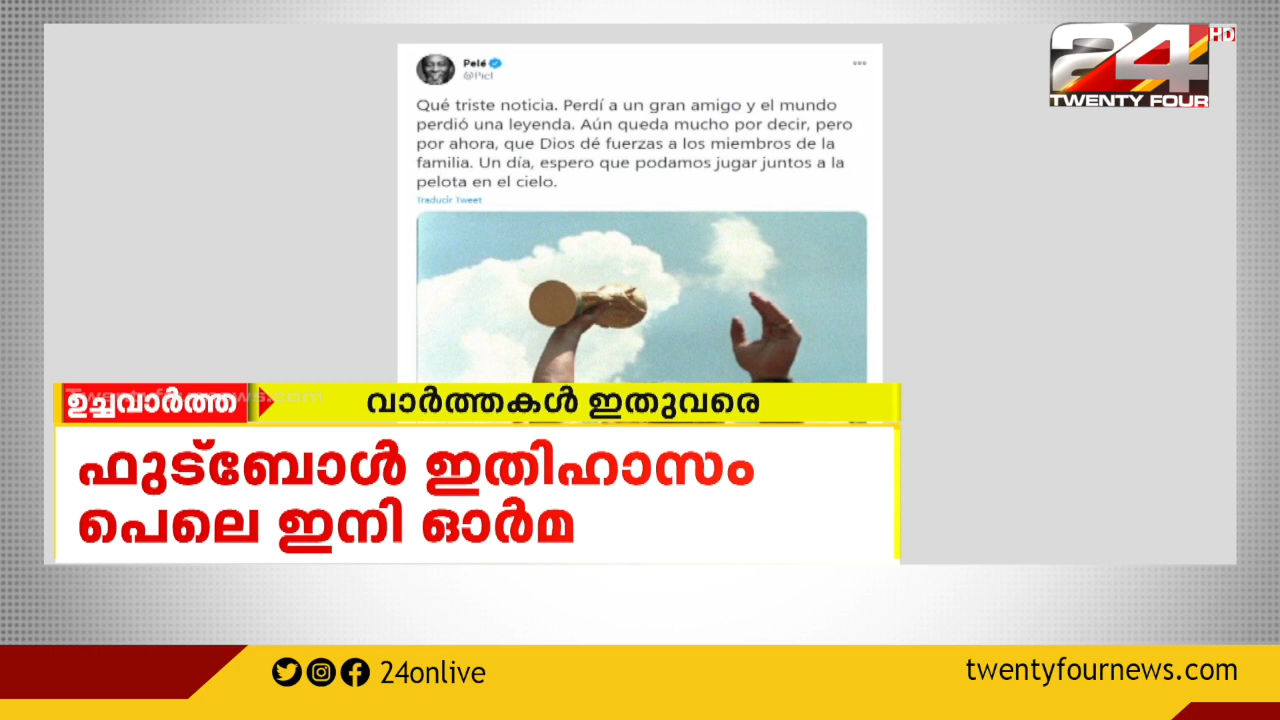 24
HD
TWENTY FOUR
Pelé
Qué triste noticia. Perdí a un gran amigo y el mundo
perdió una leyenda. Aún queda mucho por decir, pero
por ahora, que Dios dé fuerzas a los miembros de la
familia. Un día, espero que podamos jugar juntos a la
pelota en el cielo.
Traducir Tweet
ഉച്ചവാർത്ത
വാർത്തകൾ ഇതുവരെ
ഫുട്ബോൾ ഇതിഹാസം
പെലെ ഇനി ഓർമ
24onlive
twentyfournews.com